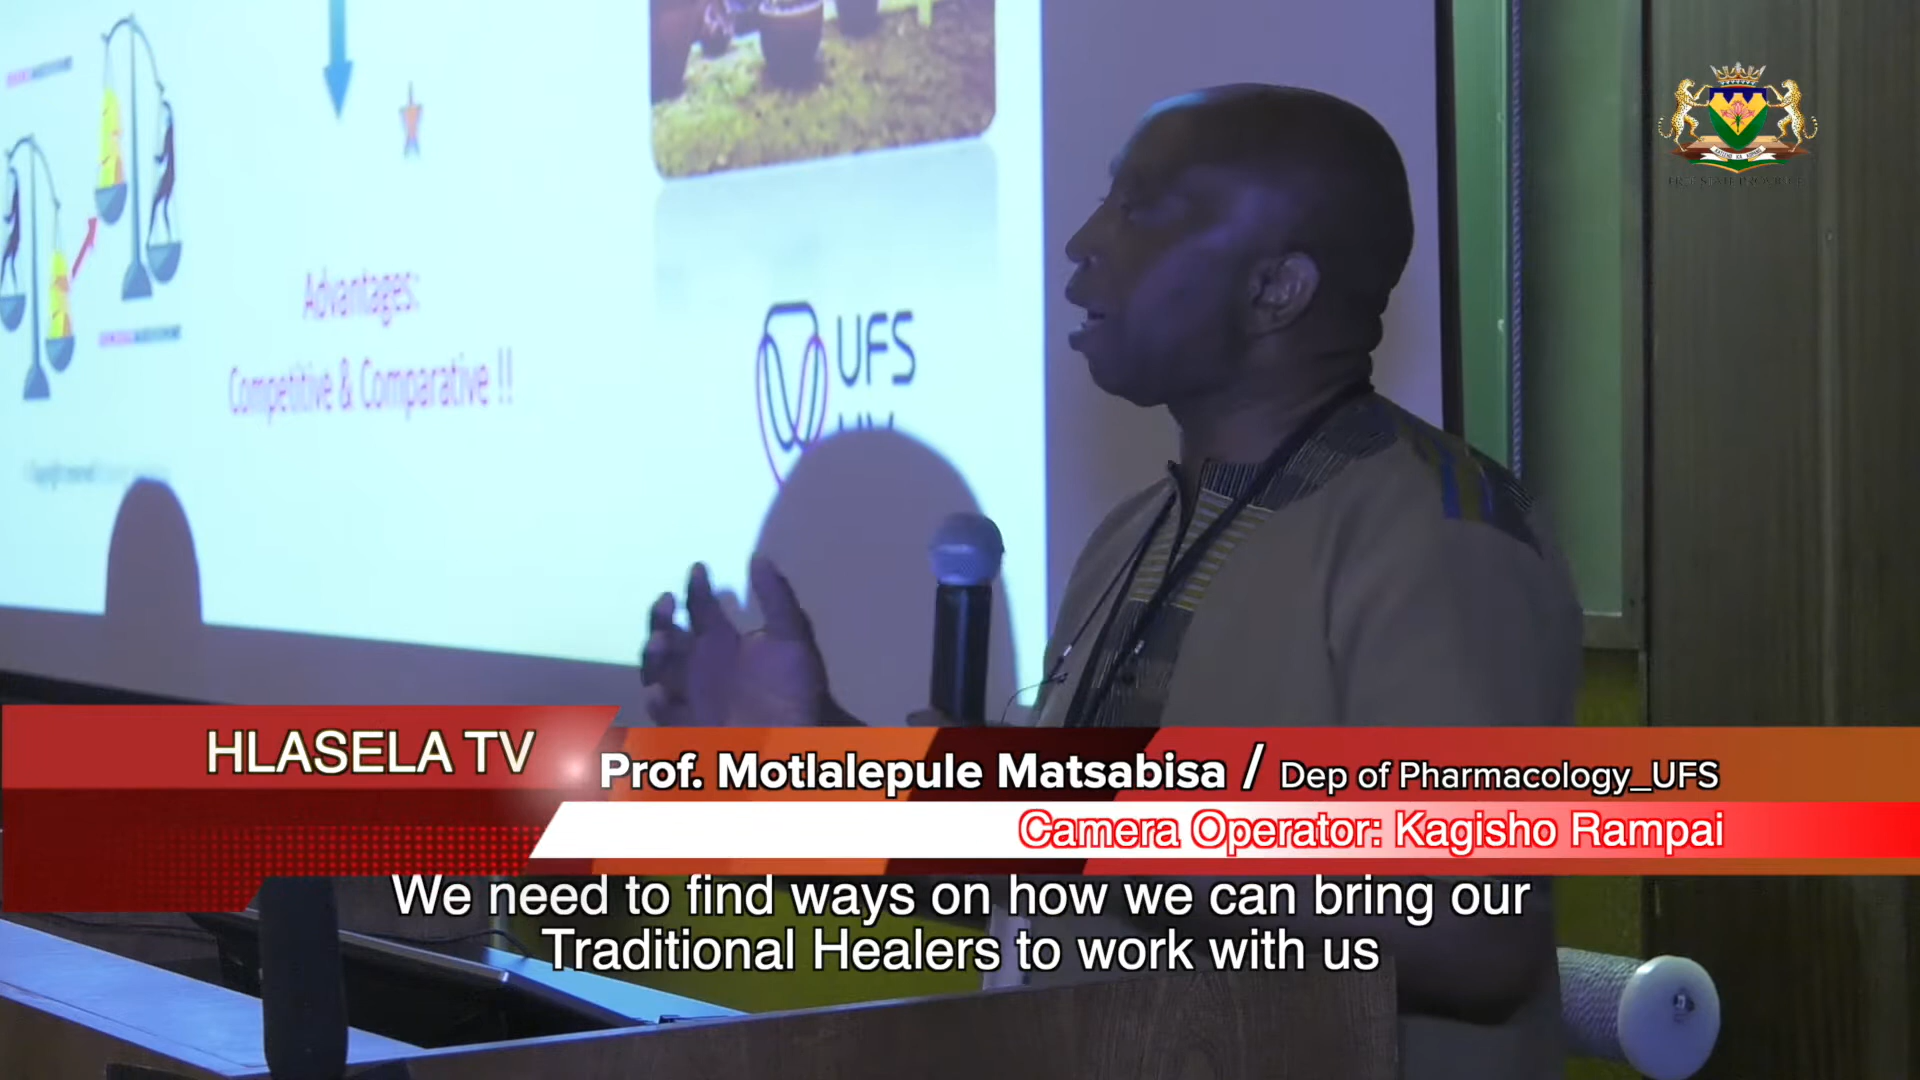 Advantages:
Competitive & Comparative !!
UFS
HLASELA TV
Prof. Motlalepule Matsabisa / Dep of Pharmacology_UFS
Camera Operator: Kagisho Rampai
We need to find ways on how we can bring our
Traditional Healers to work with us